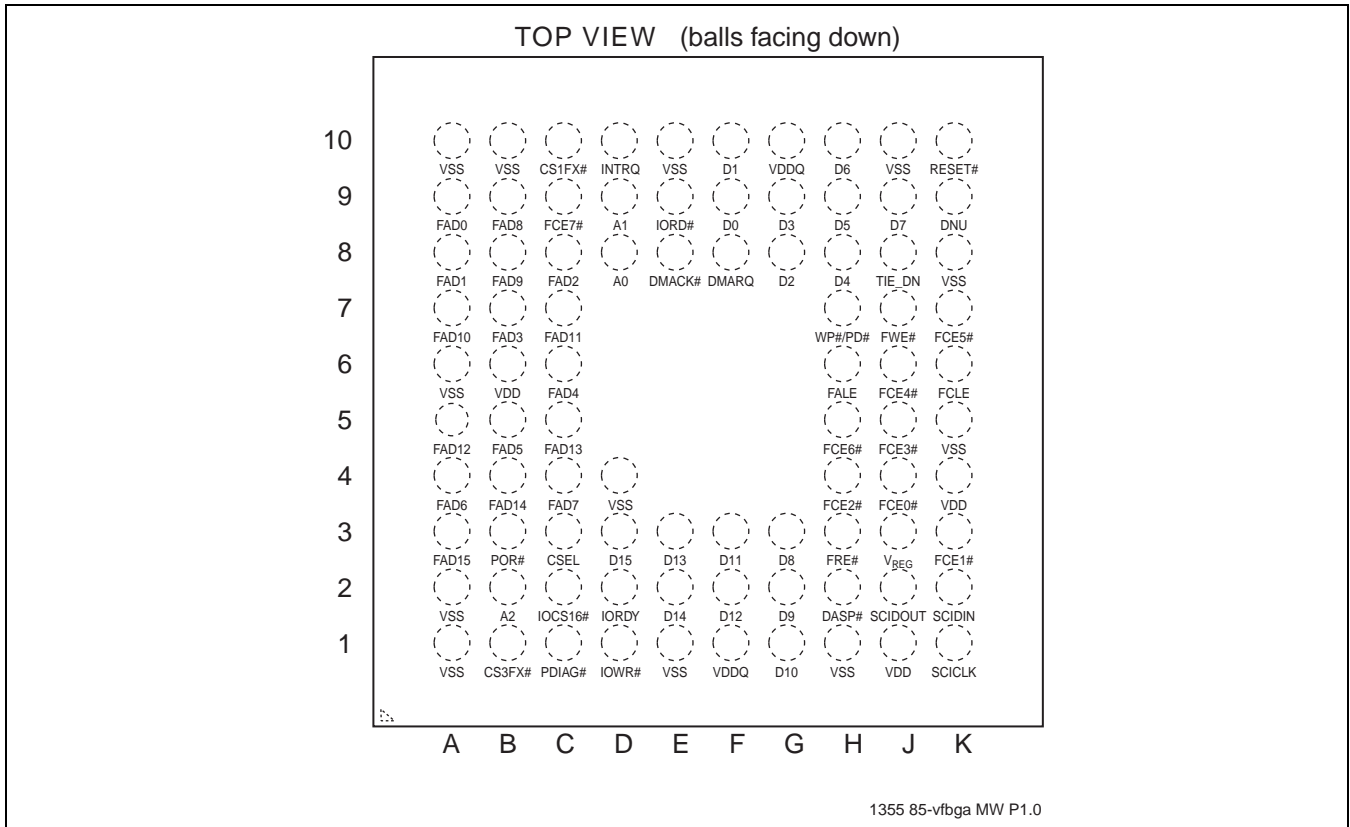 TOP VIEW (balls facing down)
10
VSS VSS CS1FX# INTRQ VSS D1 VDDQ D6 VSS RESET#
9
FAD0 FAD8 FCE7# A1 IORD# D0 D3 D5 D7 DNU
8
FAD1 FAD9 FAD2 A0 DMACK# DMARQ D2 D4 TIE_DN VSS
7
FAD10 FAD3 FAD11 WP#/PD# FWE# FCE5#
6
VSS VDD FAD4 FALE FCE4# FCLE
5
FAD12 FAD5 FAD13 FCE6# FCE3# VSS
4
FAD6 FAD14 FAD7 VSS FCE2# FCE0# VDD
3
FAD15 POR# CSEL D15 D13 D11 D8 FRE# VREG FCE1#
2
VSS A2 IOCS16# IORDY D14 D12 D9 DASP# SCIDOUT SCIDIN
1
VSS CS3FX# PDIAG# IOWR# VSS VDDQ D10 VSS VDD SCICLK
A B C D E F G H J K
1355 85-vfbga MW P1.0